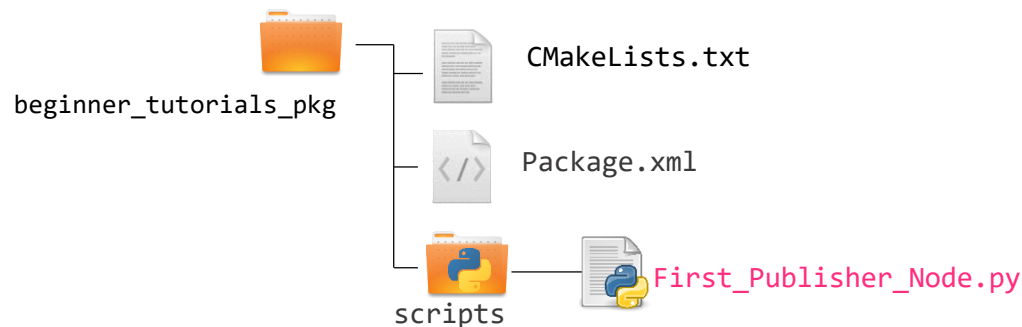 CMakeLists.txt
beginner_tutorials_pkg
</>
Package.xml
First_Publisher_Node.py
scripts